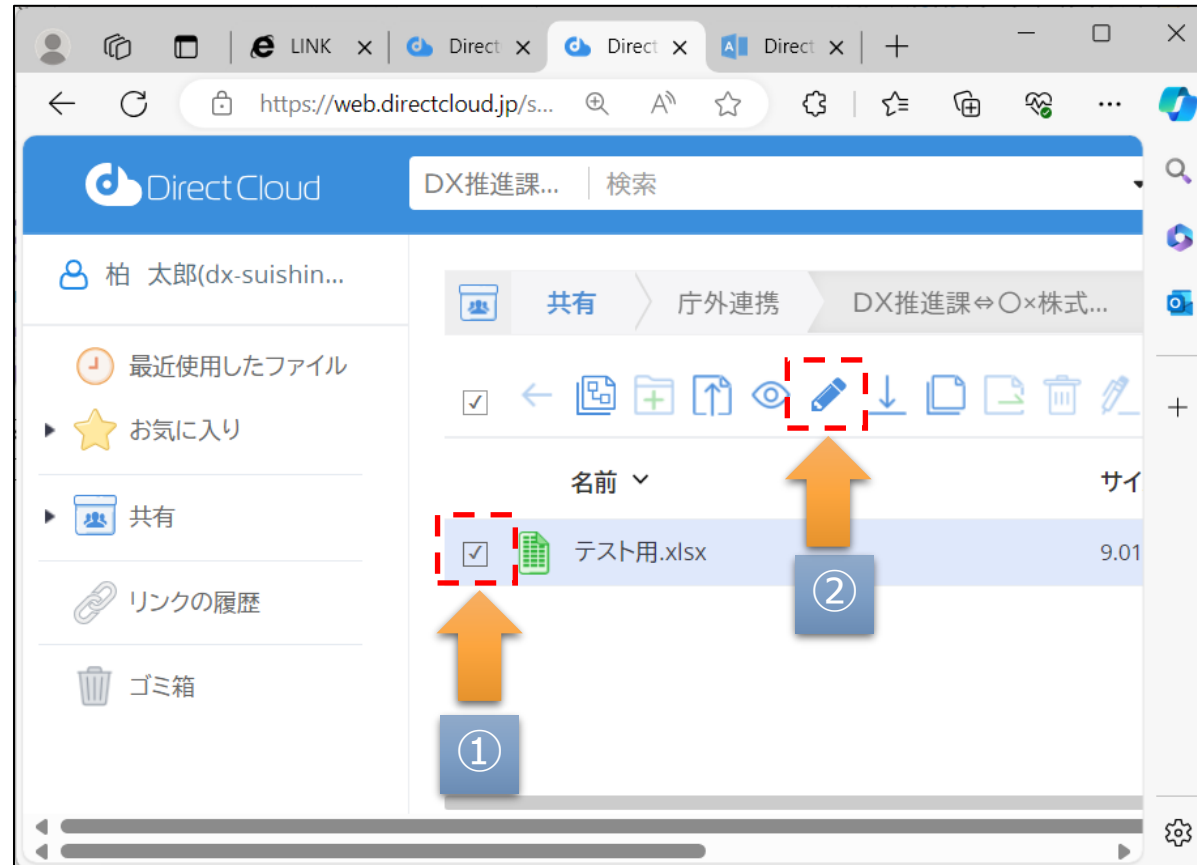 LINK
Direct
Direct
Direct
https://web.directcloud.jp/s...
DirectCloud
DX推進課...
検索
柏 太郎(dx-suishin...
共有
庁外連携
DX推進課⇔〇×株式...
最近使用したファイル
お気に入り
名前
サイ
共有
テスト用.xlsx
9.01
②
リンクの履歴
ゴミ箱
①